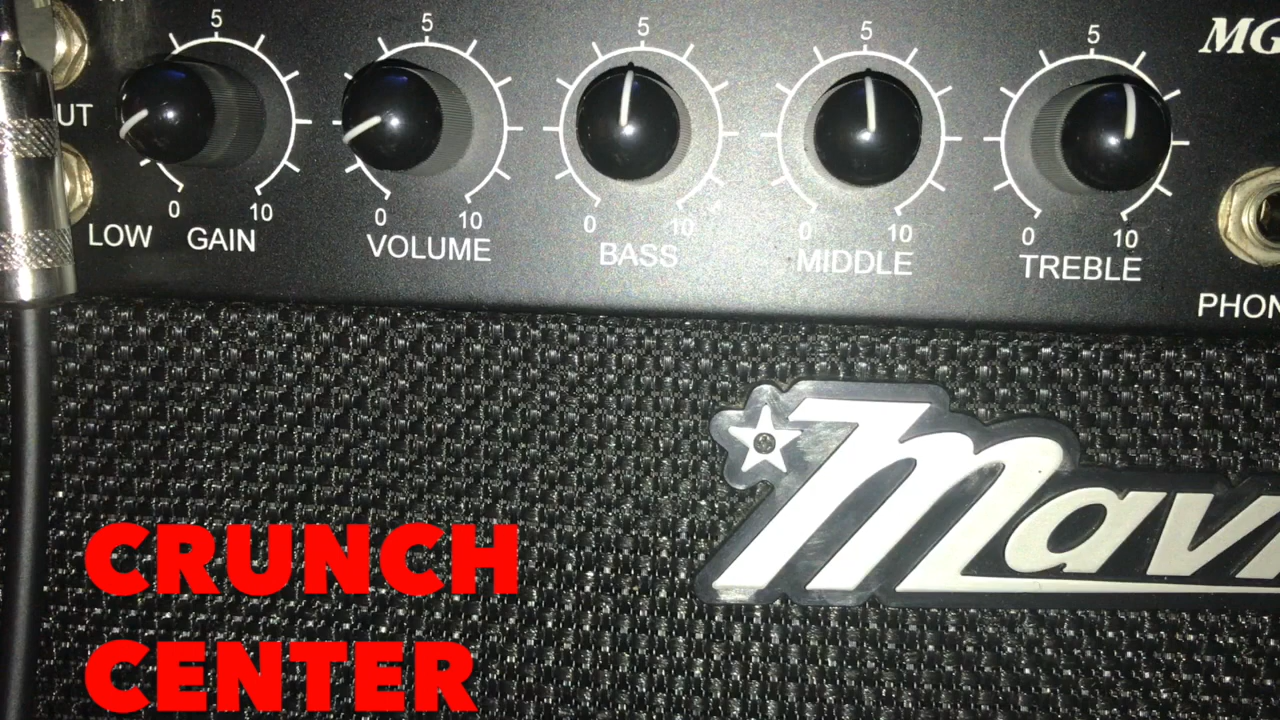 5 5 5 5 5 MG
UT
0 10 0 10 0 10 0 10 0 10
LOW GAIN VOLUME BASS MIDDLE TREBLE
PHON
Mav
CRUNCH
CENTER